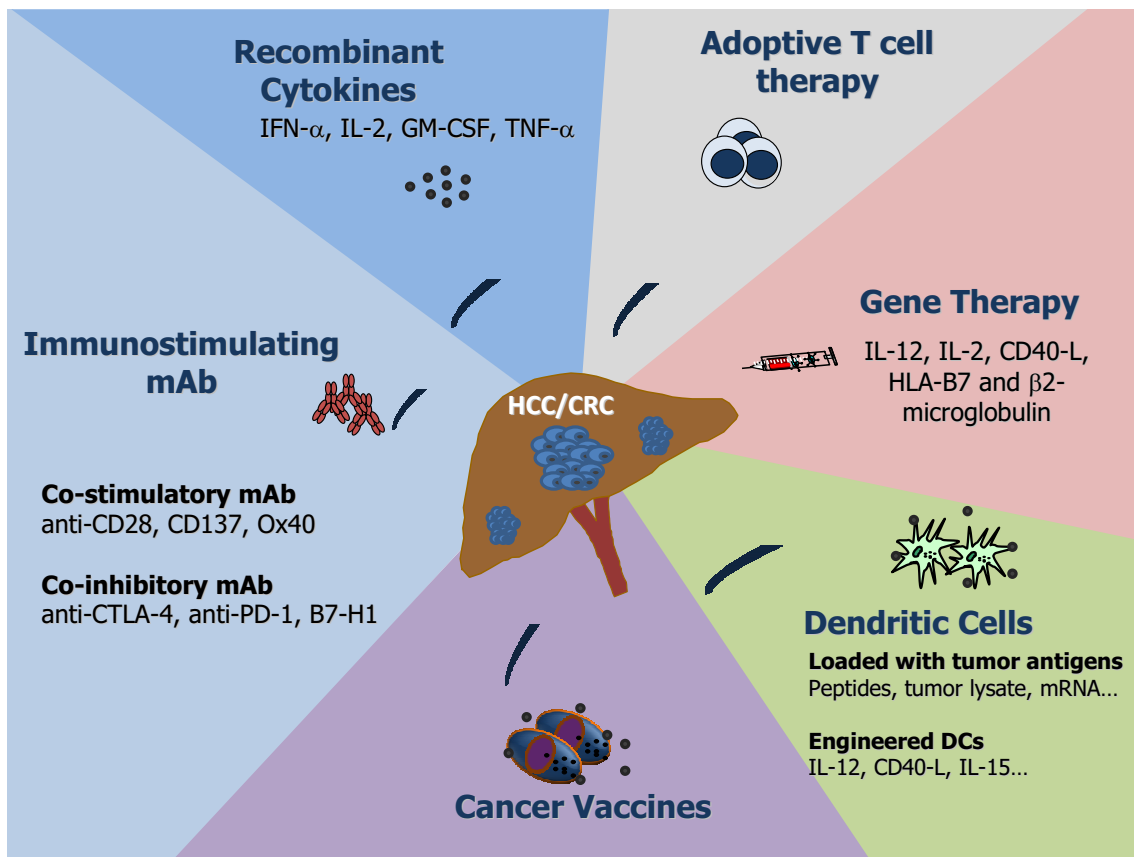 Recombinant
Cytokines
IFN-α, IL-2, GM-CSF, TNF-α
Adoptive T cell
therapy
Gene Therapy
IL-12, IL-2, CD40-L,
HLA-B7 and β2-
microglobulin
Immunostimulating
mAb
Co-stimulatory mAb
anti-CD28, CD137, Ox40
Co-inhibitory mAb
anti-CTLA-4, anti-PD-1, B7-H1
HCC/CRC
Dendritic Cells
Loaded with tumor antigens
Peptides, tumor lysate, mRNA…
Engineered DCs
IL-12, CD40-L, IL-15…
Cancer Vaccines